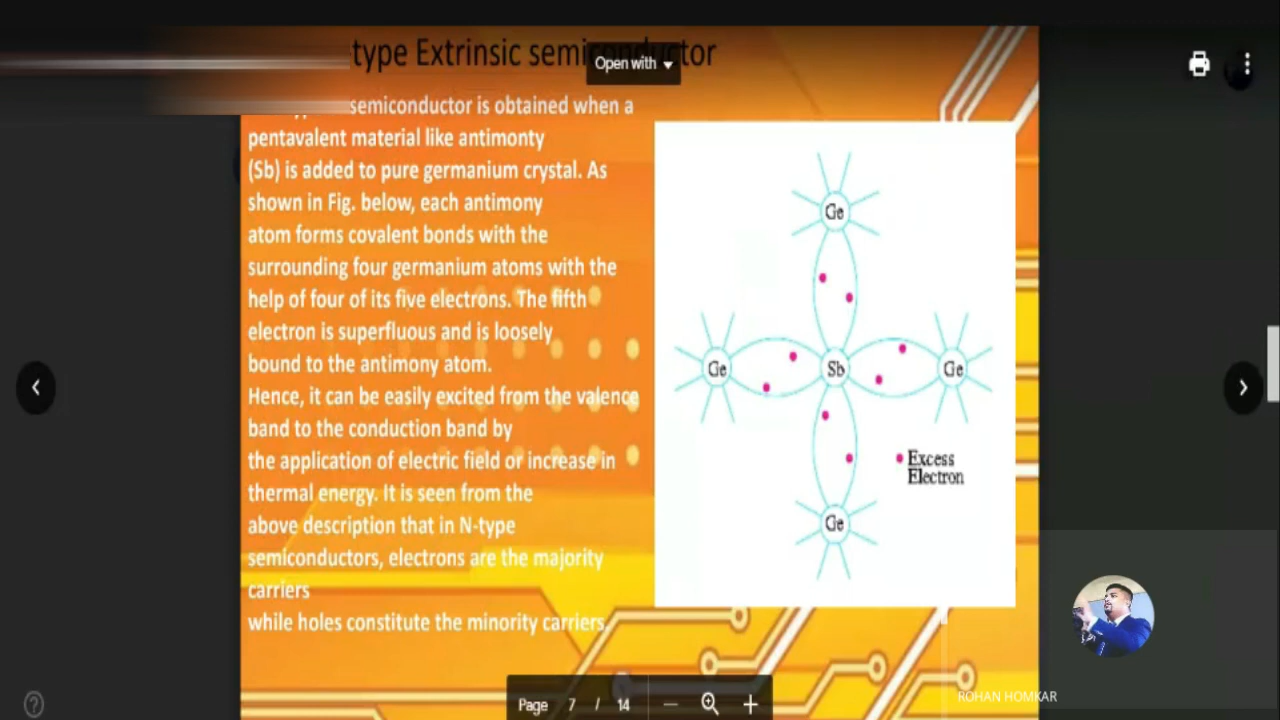 type Extrinsic semiconductor
Open with
semiconductor is obtained when a
pentavalent material like antimonty
(Sb) is added to pure germanium crystal. As
shown in Fig. below, each antimony
atom forms covalent bonds with the
surrounding four germanium atoms with the
help of four of its five electrons. The fifth
electron is superfluous and is loosely
bound to the antimony atom.
Hence, it can be easily excited from the valence
band to the conduction band by
the application of electric field or increase in
thermal energy. It is seen from the
above description that in N-type
semiconductors, electrons are the majority
carriers
while holes constitute the minority carriers.
Ge
Ge
Sb
Ge
Excess
Electron
Ge
ROHAN HOMKAR
Page 7 / 14